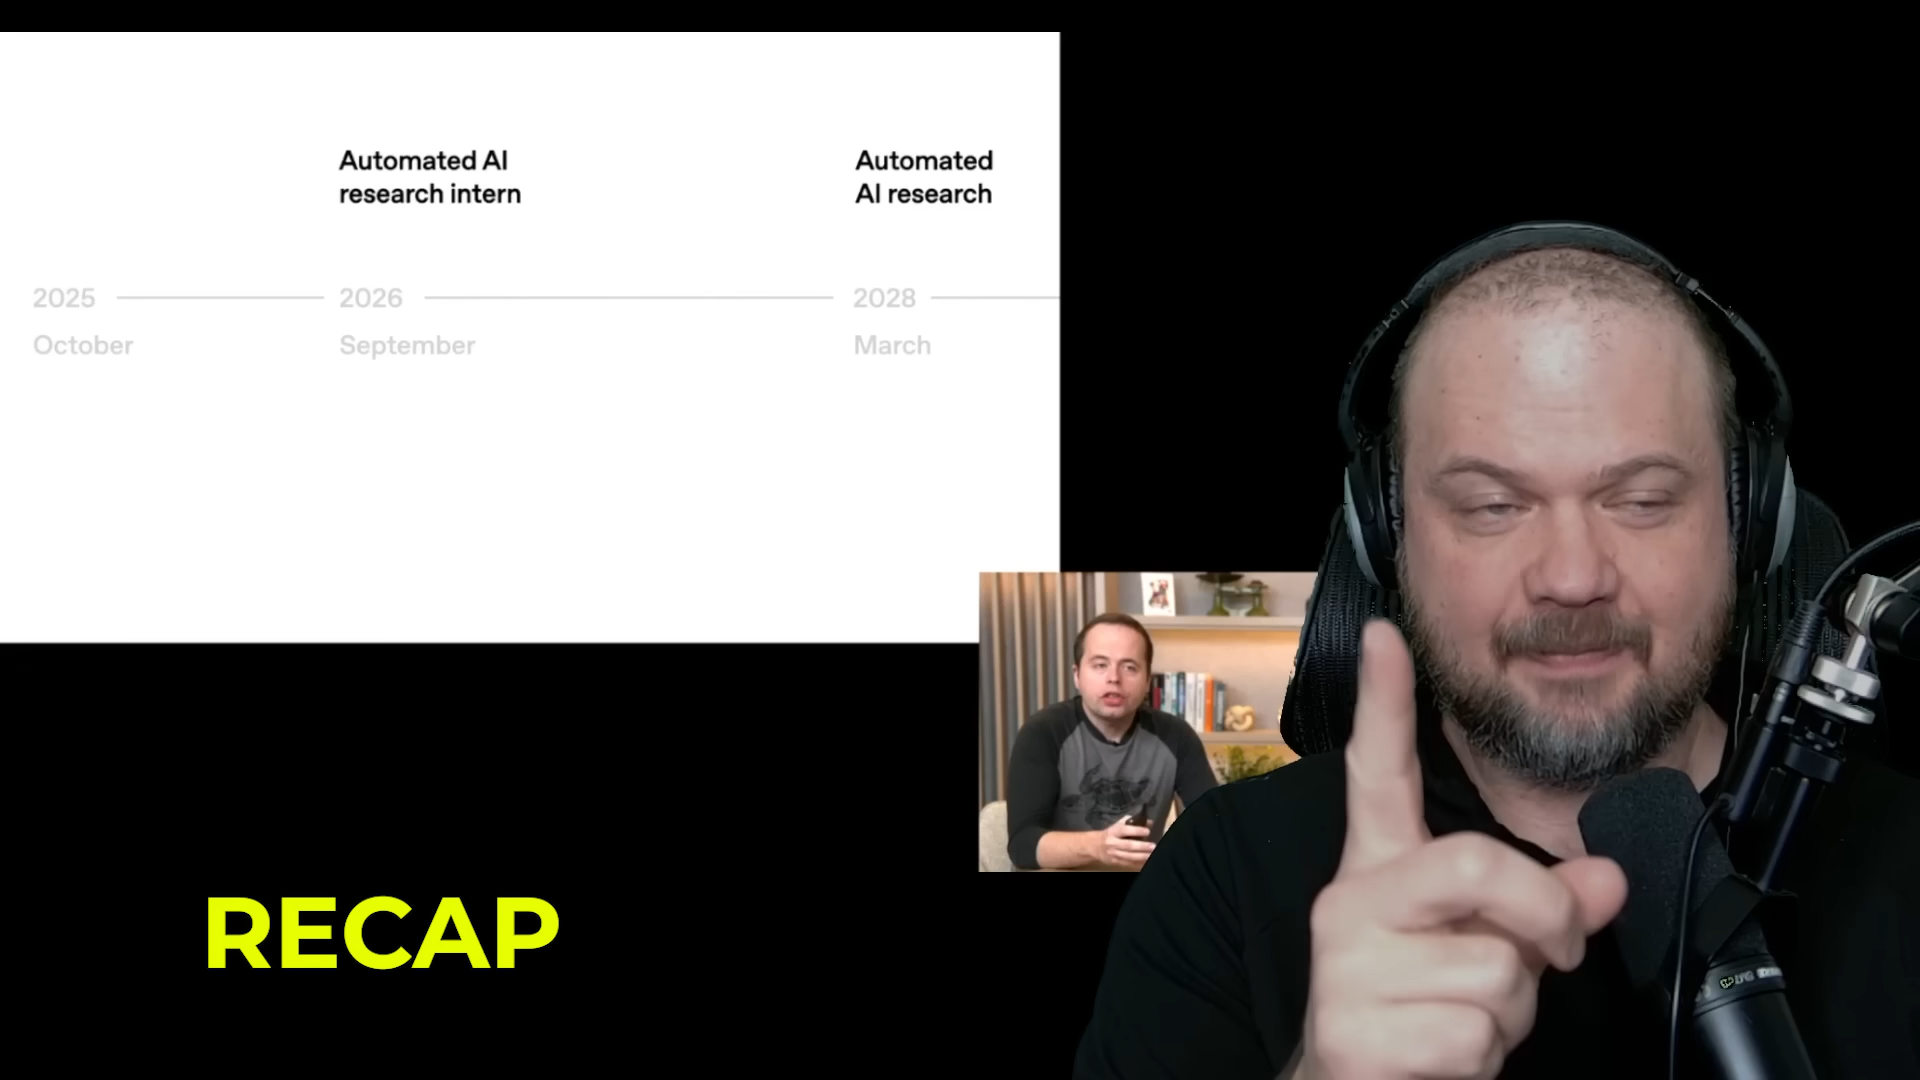 Automated AI
research intern
Automated
AI research
2025
2026
2028
October
September
March
RECAP